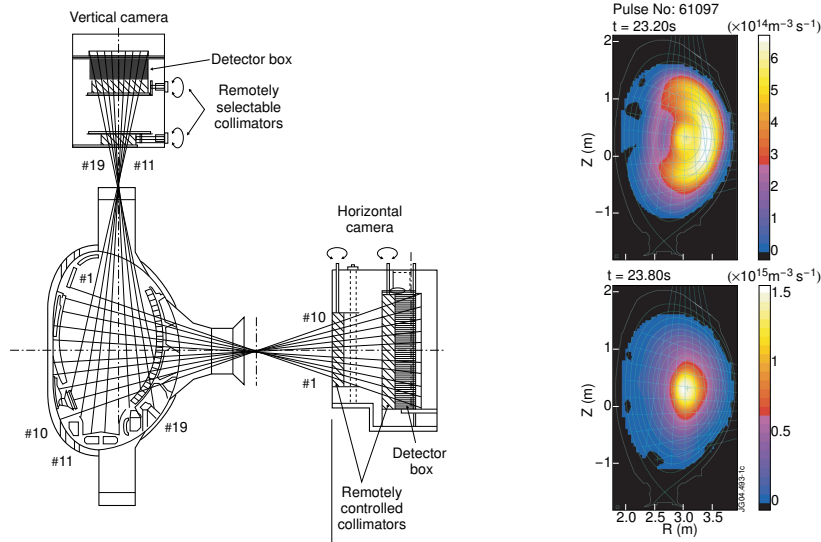 Vertical camera
Detector box
Remotely
selectable
collimators
#19
#11
Horizontal
camera
#1
#10
#1
#10
#11
#19
Detector
box
Remotely
controlled
collimators
Pulse No: 61097
t = 23.20s
(×10¹⁴m⁻³ s⁻¹)
2
1
0
−1
Z (m)
6
5
4
3
2
1
0
t = 23.80s
(×10¹⁵m⁻³ s⁻¹)
2
1
0
−1
Z (m)
1.5
1.0
0.5
0
JG04.493-1c
2.0 2.5 3.0 3.5
R (m)